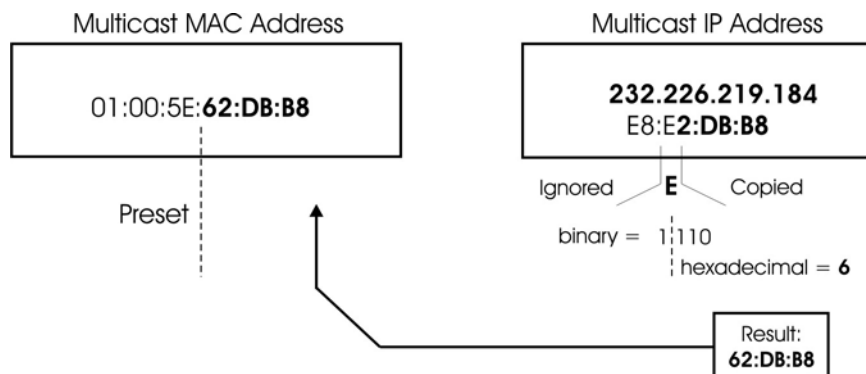 Multicast MAC Address
01:00:5E:62:DB:B8
Preset
Multicast IP Address
232.226.219.184
E8:E2:DB:B8
Ignored E Copied
binary = 1110
hexadecimal = 6
Result:
62:DB:B8